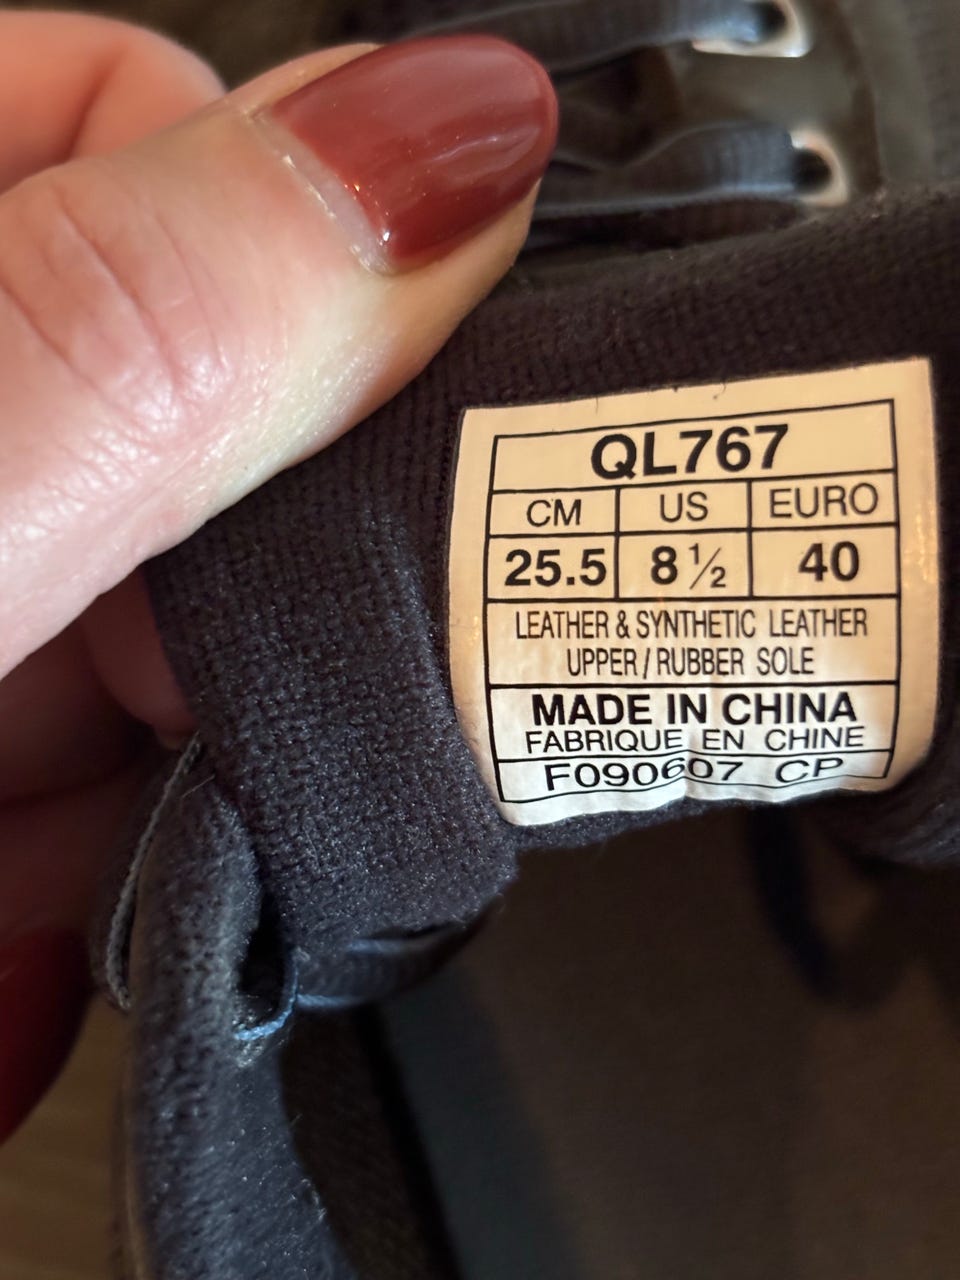 QL767
CM US EURO
25.5 8½ 40
LEATHER & SYNTHETIC LEATHER
UPPER / RUBBER SOLE
MADE IN CHINA
FABRIQUE EN CHINE
F090607 CP